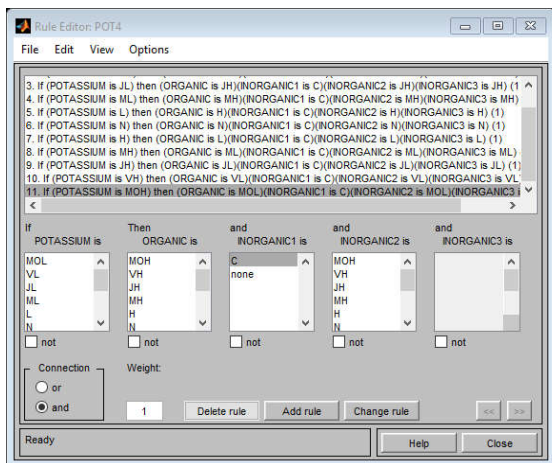 Rule Editor: POT4
File Edit View Options
3. If (POTASSIUM is JL) then (ORGANIC is JH)(INORGANIC1 is C)(INORGANIC2 is JH)(INORGANIC3 is JH) (1
4. If (POTASSIUM is ML) then (ORGANIC is MH)(INORGANIC1 is C)(INORGANIC2 is MH)(INORGANIC3 is MH)
5. If (POTASSIUM is L) then (ORGANIC is H)(INORGANIC1 is C)(INORGANIC2 is H)(INORGANIC3 is H) (1)
6. If (POTASSIUM is N) then (ORGANIC is N)(INORGANIC1 is C)(INORGANIC2 is N)(INORGANIC3 is N) (1)
7. If (POTASSIUM is H) then (ORGANIC is L)(INORGANIC1 is C)(INORGANIC2 is L)(INORGANIC3 is L) (1)
8. If (POTASSIUM is MH) then (ORGANIC is ML)(INORGANIC1 is C)(INORGANIC2 is ML)(INORGANIC3 is ML)
9. If (POTASSIUM is JH) then (ORGANIC is JL)(INORGANIC1 is C)(INORGANIC2 is JL)(INORGANIC3 is JL) (1)
10. If (POTASSIUM is VH) then (ORGANIC is VL)(INORGANIC1 is C)(INORGANIC2 is VL)(INORGANIC3 is VL)
11. If (POTASSIUM is MOH) then (ORGANIC is MOL)(INORGANIC1 is C)(INORGANIC2 is MOL)(INORGANIC3 i
If Then and and and
POTASSIUM is ORGANIC is INORGANIC1 is INORGANIC2 is INORGANIC3 is
MOL MOH C MOH
VL VH none VH
JL JH JH
ML MH MH
L H H
N N N
not not not not not
Connection Weight:
or
and 1 Delete rule Add rule Change rule << >>
Ready Help Close